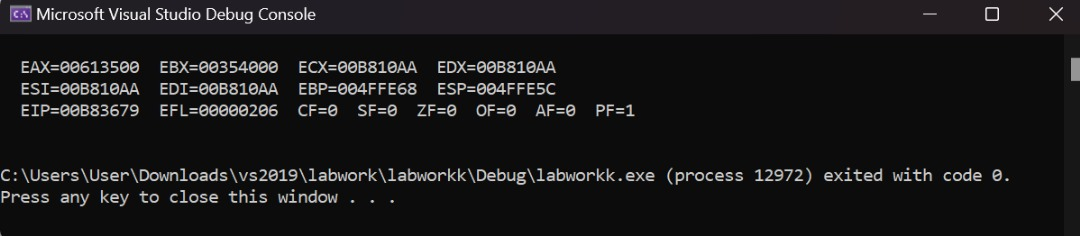 Microsoft Visual Studio Debug Console
EAX=00613500 EBX=00354000 ECX=00B810AA EDX=00B810AA
ESI=00B810AA EDI=00B810AA EBP=004FFE68 ESP=004FFE5C
EIP=00B83679 EFL=00000206 CF=0 SF=0 ZF=0 OF=0 AF=0 PF=1
C:\Users\User\Downloads\vs2019\labwork\labworkk\Debug\labworkk.exe (process 12972) exited with code 0.
Press any key to close this window . . .